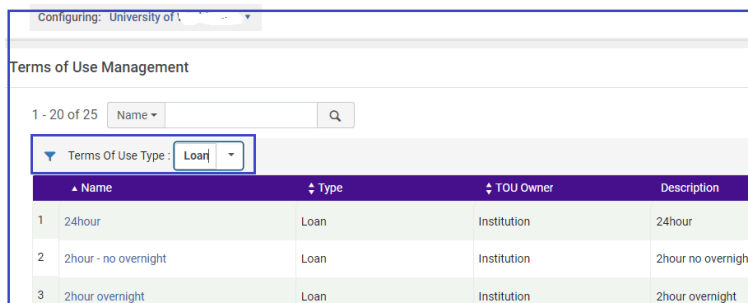 Configuring: University of
Terms of Use Management
1 - 20 of 25 Name
Terms Of Use Type : Loan
Name Type TOU Owner Description
1 24hour Loan Institution 24hour
2 2hour - no overnight Loan Institution 2hour no overnigh
3 2hour overnight Loan Institution 2hour overnight